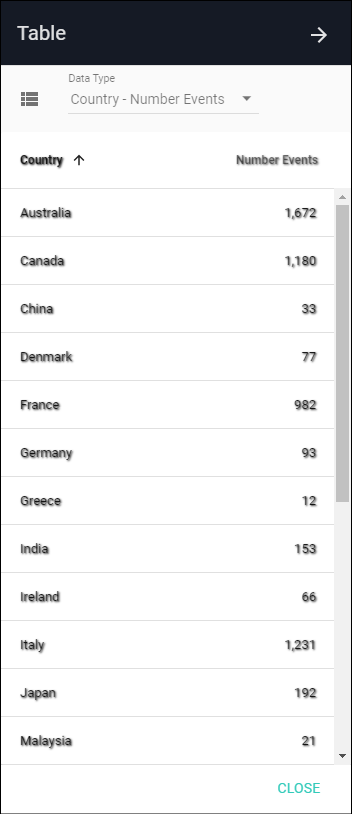 Table
Data Type
Country - Number Events
Country Number Events
Australia 1,672
Canada 1,180
China 33
Denmark 77
France 982
Germany 93
Greece 12
India 153
Ireland 66
Italy 1,231
Japan 192
Malaysia 21
CLOSE